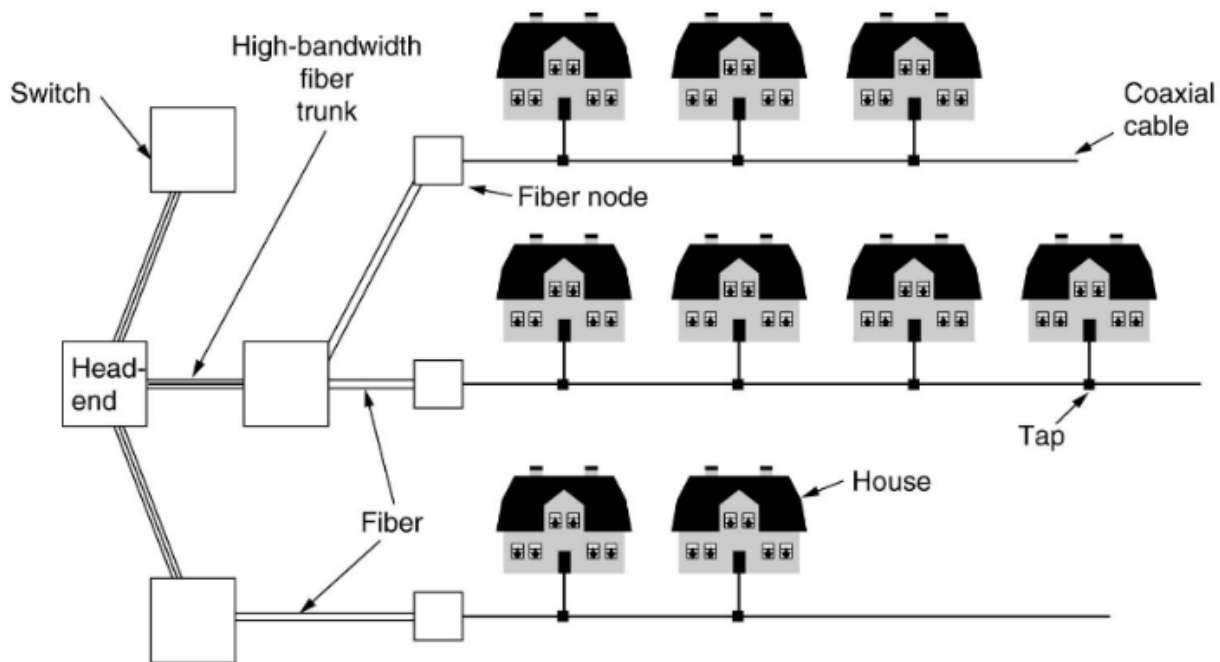 High-bandwidth
fiber
trunk
Switch
Coaxial
cable
Fiber node
Head-
end
Tap
House
Fiber